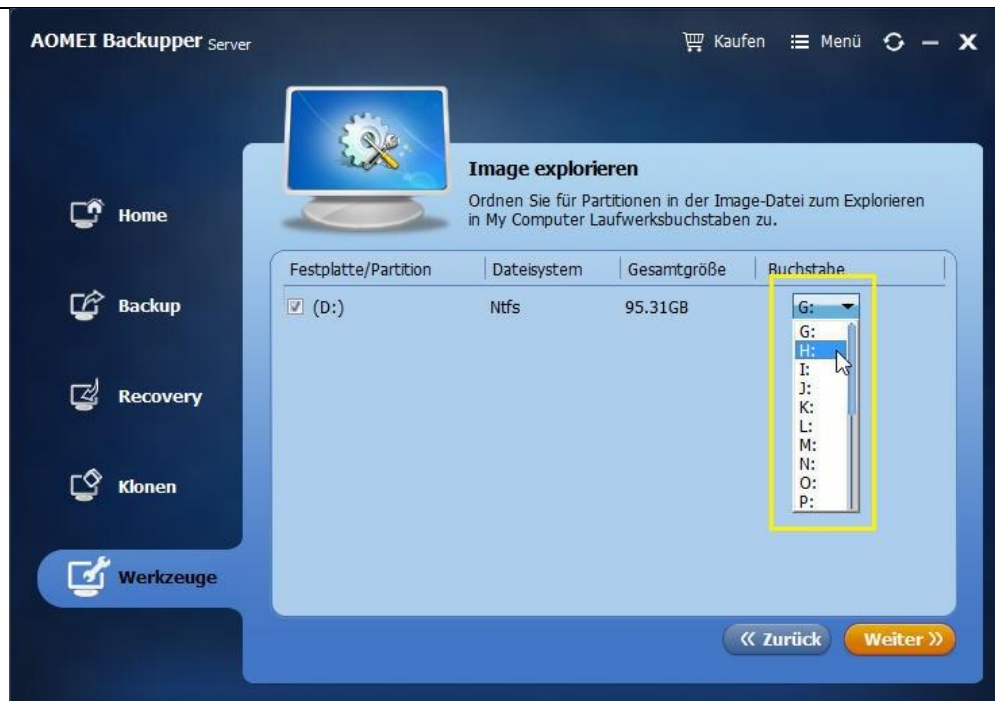 AOMEI Backupper Server
Kaufen Menü
Image explorieren
Ordnen Sie für Partitionen in der Image-Datei zum Explorieren
in My Computer Laufwerksbuchstaben zu.
Home
Backup
Recovery
Klonen
Werkzeuge
Festplatte/Partition Dateisystem Gesamtgröße Buchstabe
(D:) Ntfs 95.31GB G:
G:
H:
I:
J:
K:
L:
M:
N:
O:
P:
Zurück Weiter